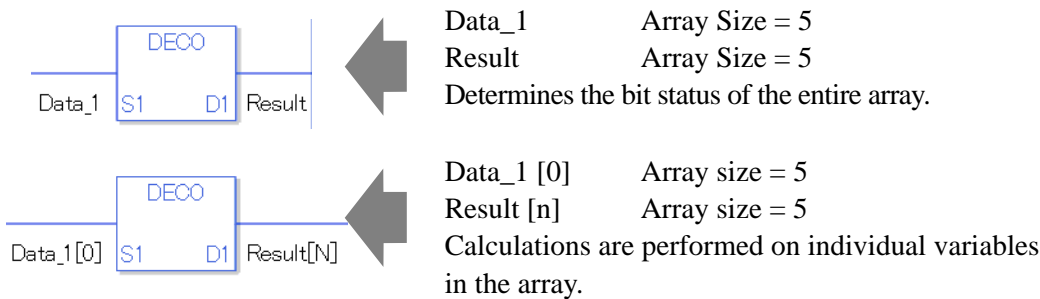 DECO
Data_1 S1 D1 Result
Data_1 Array Size = 5
Result Array Size = 5
Determines the bit status of the entire array.
DECO
Data_1[0] S1 D1 Result[N]
Data_1 [0] Array size = 5
Result [n] Array size = 5
Calculations are performed on individual variables
in the array.